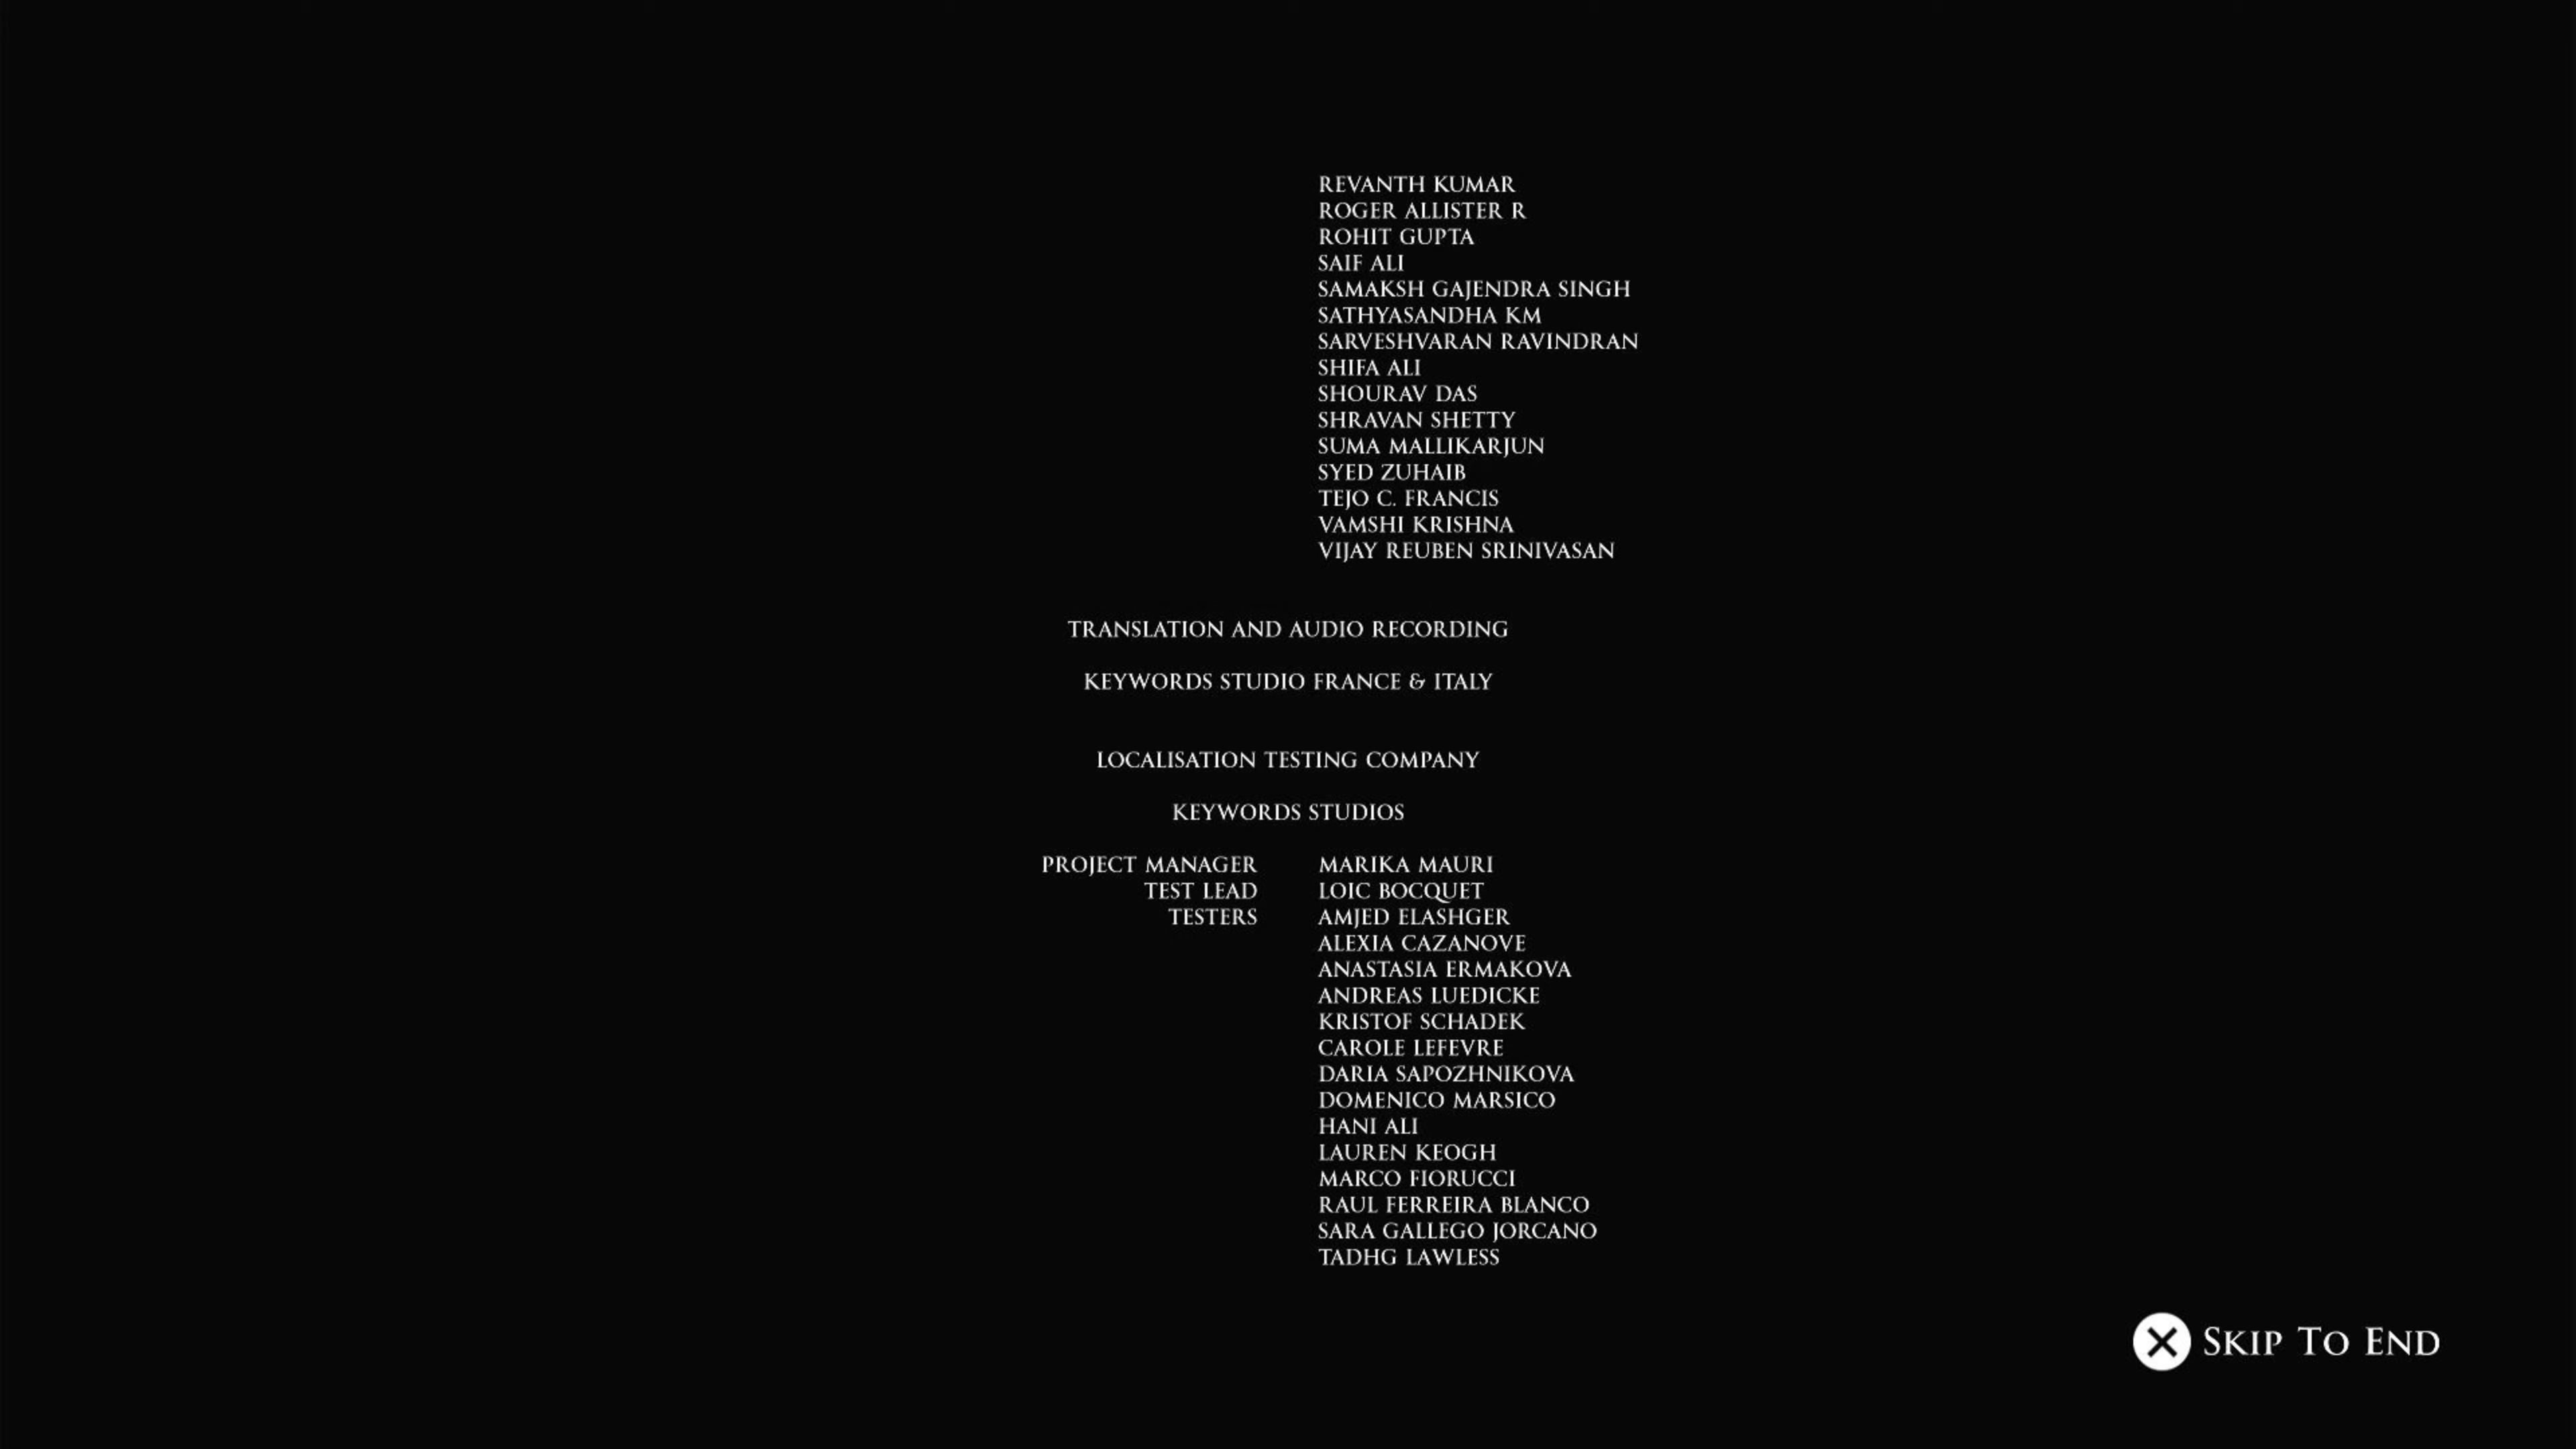 REVANTH KUMAR
ROGER ALLISTER R
ROHIT GUPTA
SAIF ALI
SAMAKSH GAJENDRA SINGH
SATHYASANDHA KM
SARVESHVARAN RAVINDRAN
SHIFA ALI
SHOURAV DAS
SHRAVAN SHETTY
SUMA MALLIKARJUN
SYED ZUHAIB
TEJO C. FRANCIS
VAMSHI KRISHNA
VIJAY REUBEN SRINIVASAN
TRANSLATION AND AUDIO RECORDING
KEYWORDS STUDIO FRANCE & ITALY
LOCALISATION TESTING COMPANY
KEYWORDS STUDIOS
PROJECT MANAGER MARIKA MAURI
TEST LEAD LOIC BOCQUET
TESTERS AMJED ELASHGER
ALEXIA CAZANOVE
ANASTASIA ERMAKOVA
ANDREAS LUEDICKE
KRISTOF SCHADEK
CAROLE LEFEVRE
DARIA SAPOZHNIKOVA
DOMENICO MARSICO
HANI ALI
LAUREN KEOGH
MARCO FIORUCCI
RAUL FERREIRA BLANCO
SARA GALLEGO JORCANO
TADHG LAWLESS
SKIP TO END